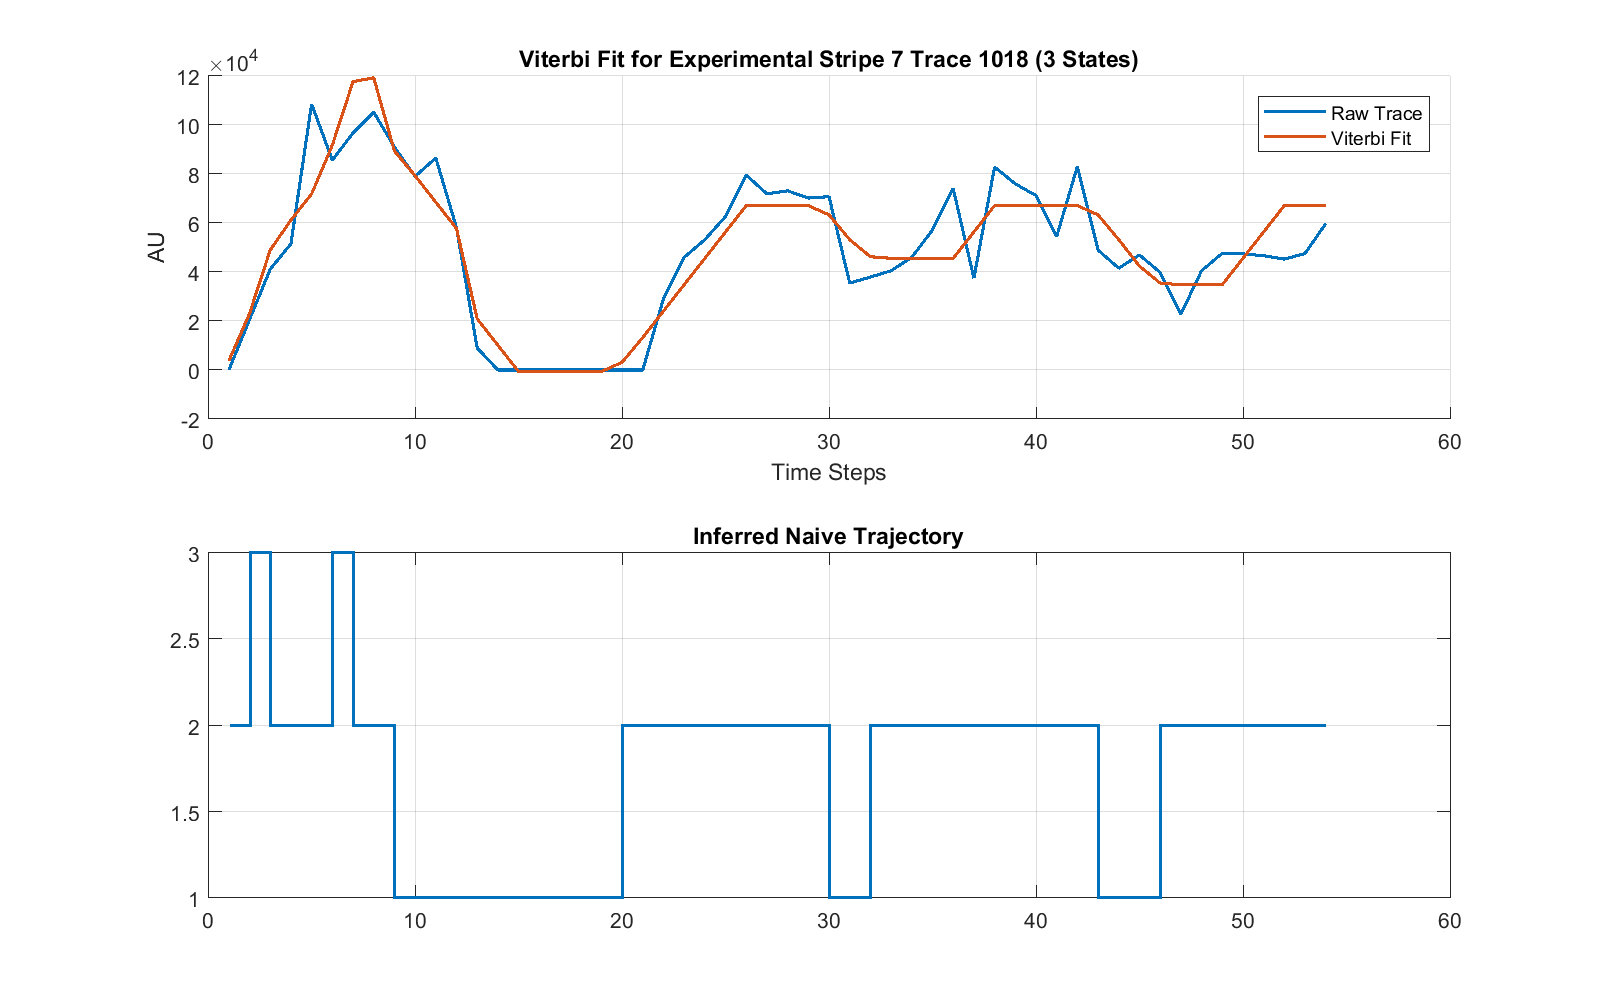 Viterbi Fit for Experimental Stripe 7 Trace 1018 (3 States)
×10^4
12
10
8
6
4
2
0
-2
AU
Raw Trace
Viterbi Fit
0 10 20 30 40 50 60
Time Steps
Inferred Naive Trajectory
3
2.5
2
1.5
1
0 10 20 30 40 50 60